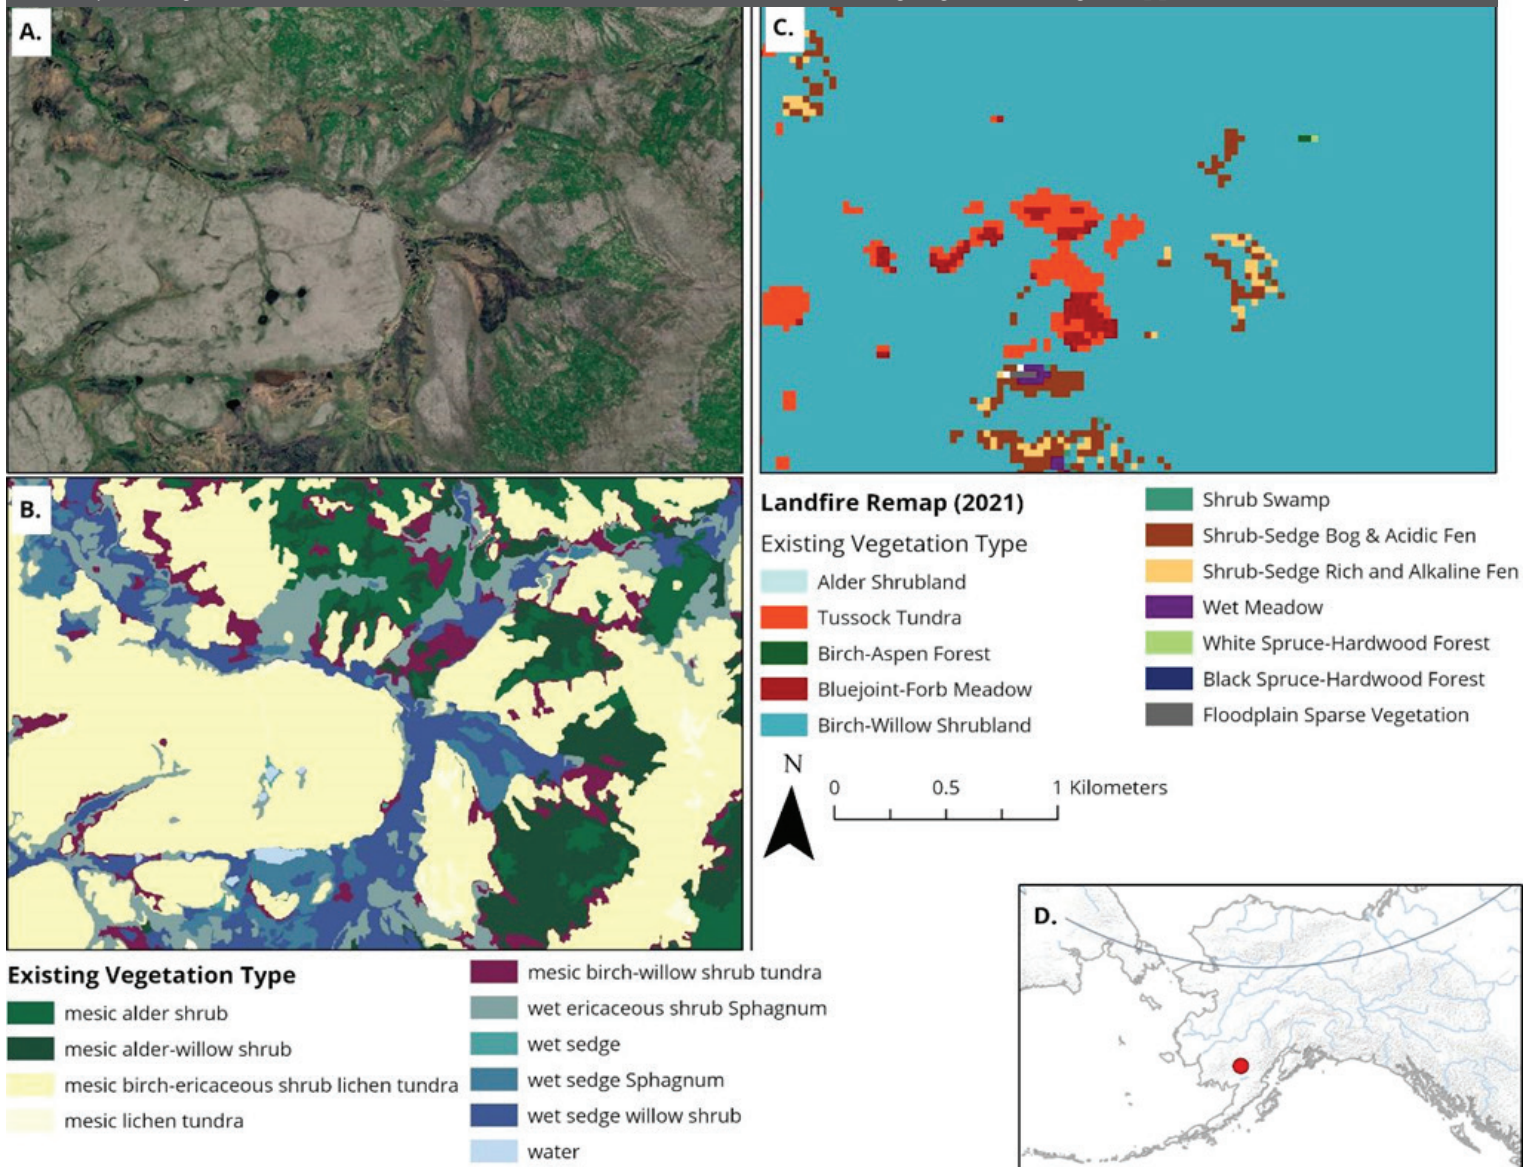 A.
C.
B.
Landfire Remap (2021)
Existing Vegetation Type
Alder Shrubland
Tussock Tundra
Birch-Aspen Forest
Bluejoint-Forb Meadow
Birch-Willow Shrubland
Shrub Swamp
Shrub-Sedge Bog & Acidic Fen
Shrub-Sedge Rich and Alkaline Fen
Wet Meadow
White Spruce-Hardwood Forest
Black Spruce-Hardwood Forest
Floodplain Sparse Vegetation
N
0 0.5 1 Kilometers
D.
Existing Vegetation Type
mesic alder shrub
mesic alder-willow shrub
mesic birch-ericaceous shrub lichen tundra
mesic lichen tundra
mesic birch-willow shrub tundra
wet ericaceous shrub Sphagnum
wet sedge
wet sedge Sphagnum
wet sedge willow shrub
water